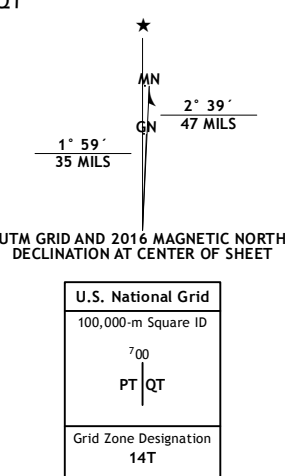 QT
★
MN
GN
2° 39´
47 MILS
1° 59´
35 MILS
UTM GRID AND 2016 MAGNETIC NORTH
DECLINATION AT CENTER OF SHEET
U.S. National Grid
100,000-m Square ID
⁷00
PT QT
Grid Zone Designation
14T